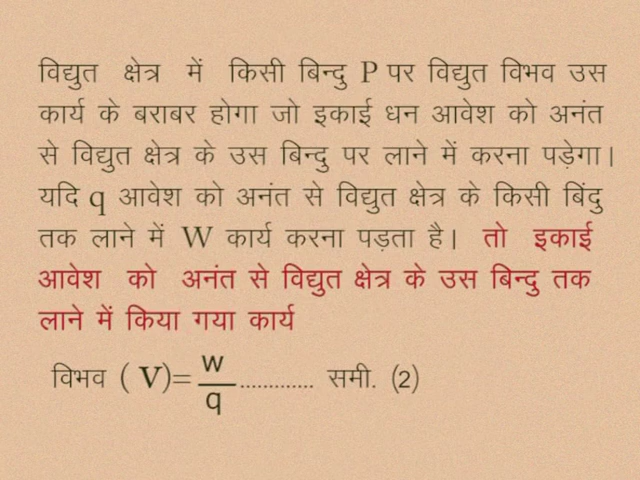 विद्युत क्षेत्र में किसी बिन्दु P पर विद्युत विभव उस
कार्य के बराबर होगा जो इकाई धन आवेश को अनंत
से विद्युत क्षेत्र के उस बिन्दु पर लाने में करना पड़ेगा।
यदि q आवेश को अनंत से विद्युत क्षेत्र के किसी बिंदु
तक लाने में W कार्य करना पड़ता है। तो इकाई
आवेश को अनंत से विद्युत क्षेत्र के उस बिन्दु तक
लाने में किया गया कार्य
विभव ( V)= w/q ............. समी. (2)